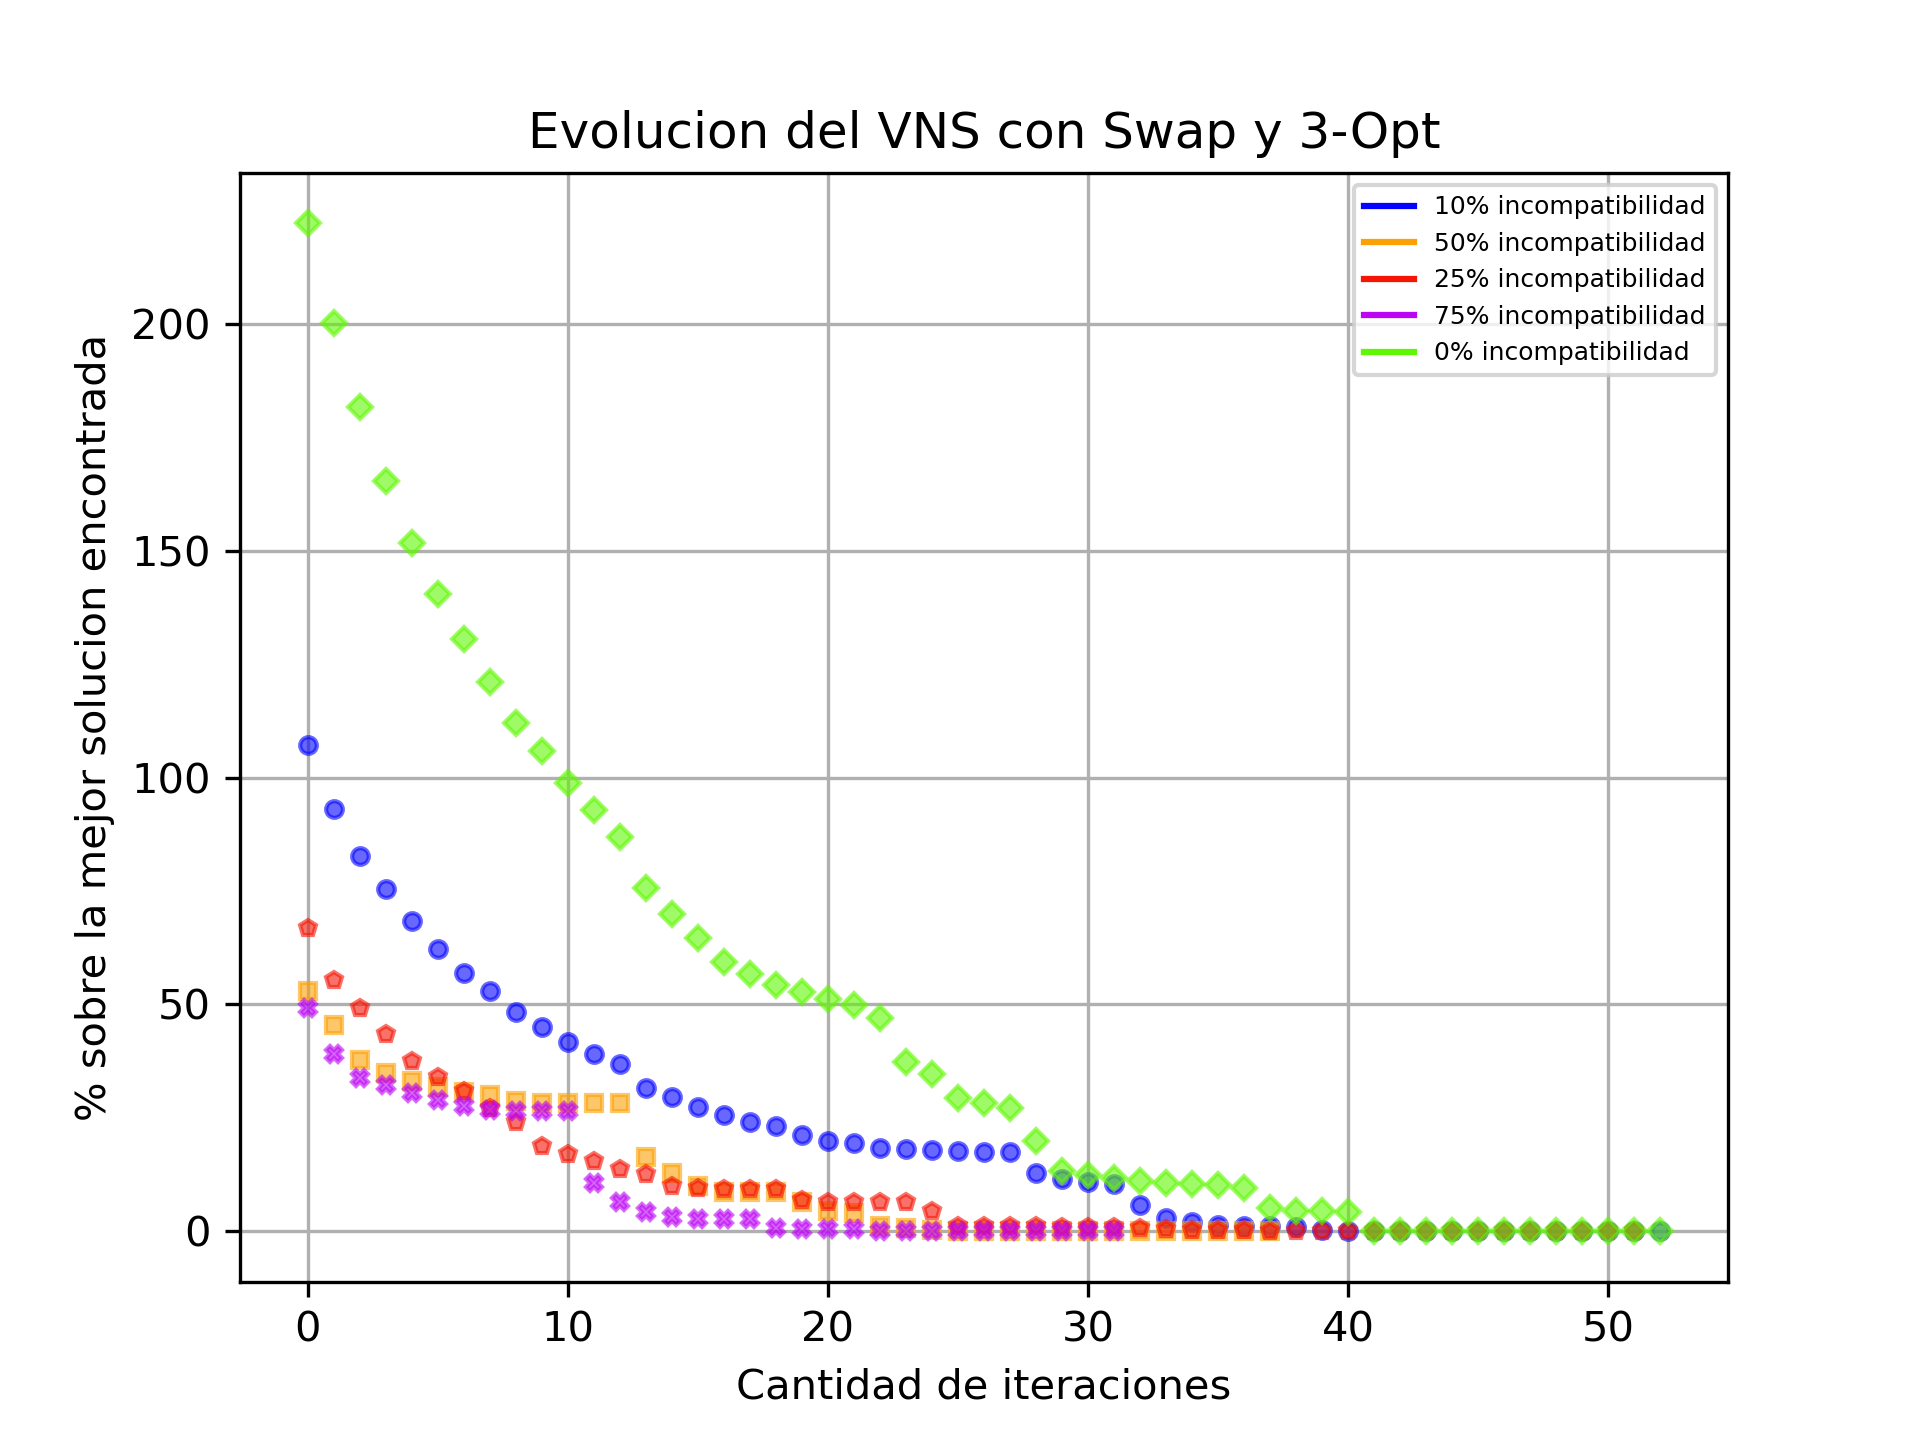 Evolucion del VNS con Swap y 3-Opt
10% incompatibilidad
50% incompatibilidad
25% incompatibilidad
75% incompatibilidad
0% incompatibilidad
% sobre la mejor solucion encontrada
200
150
100
50
0
0 10 20 30 40 50
Cantidad de iteraciones